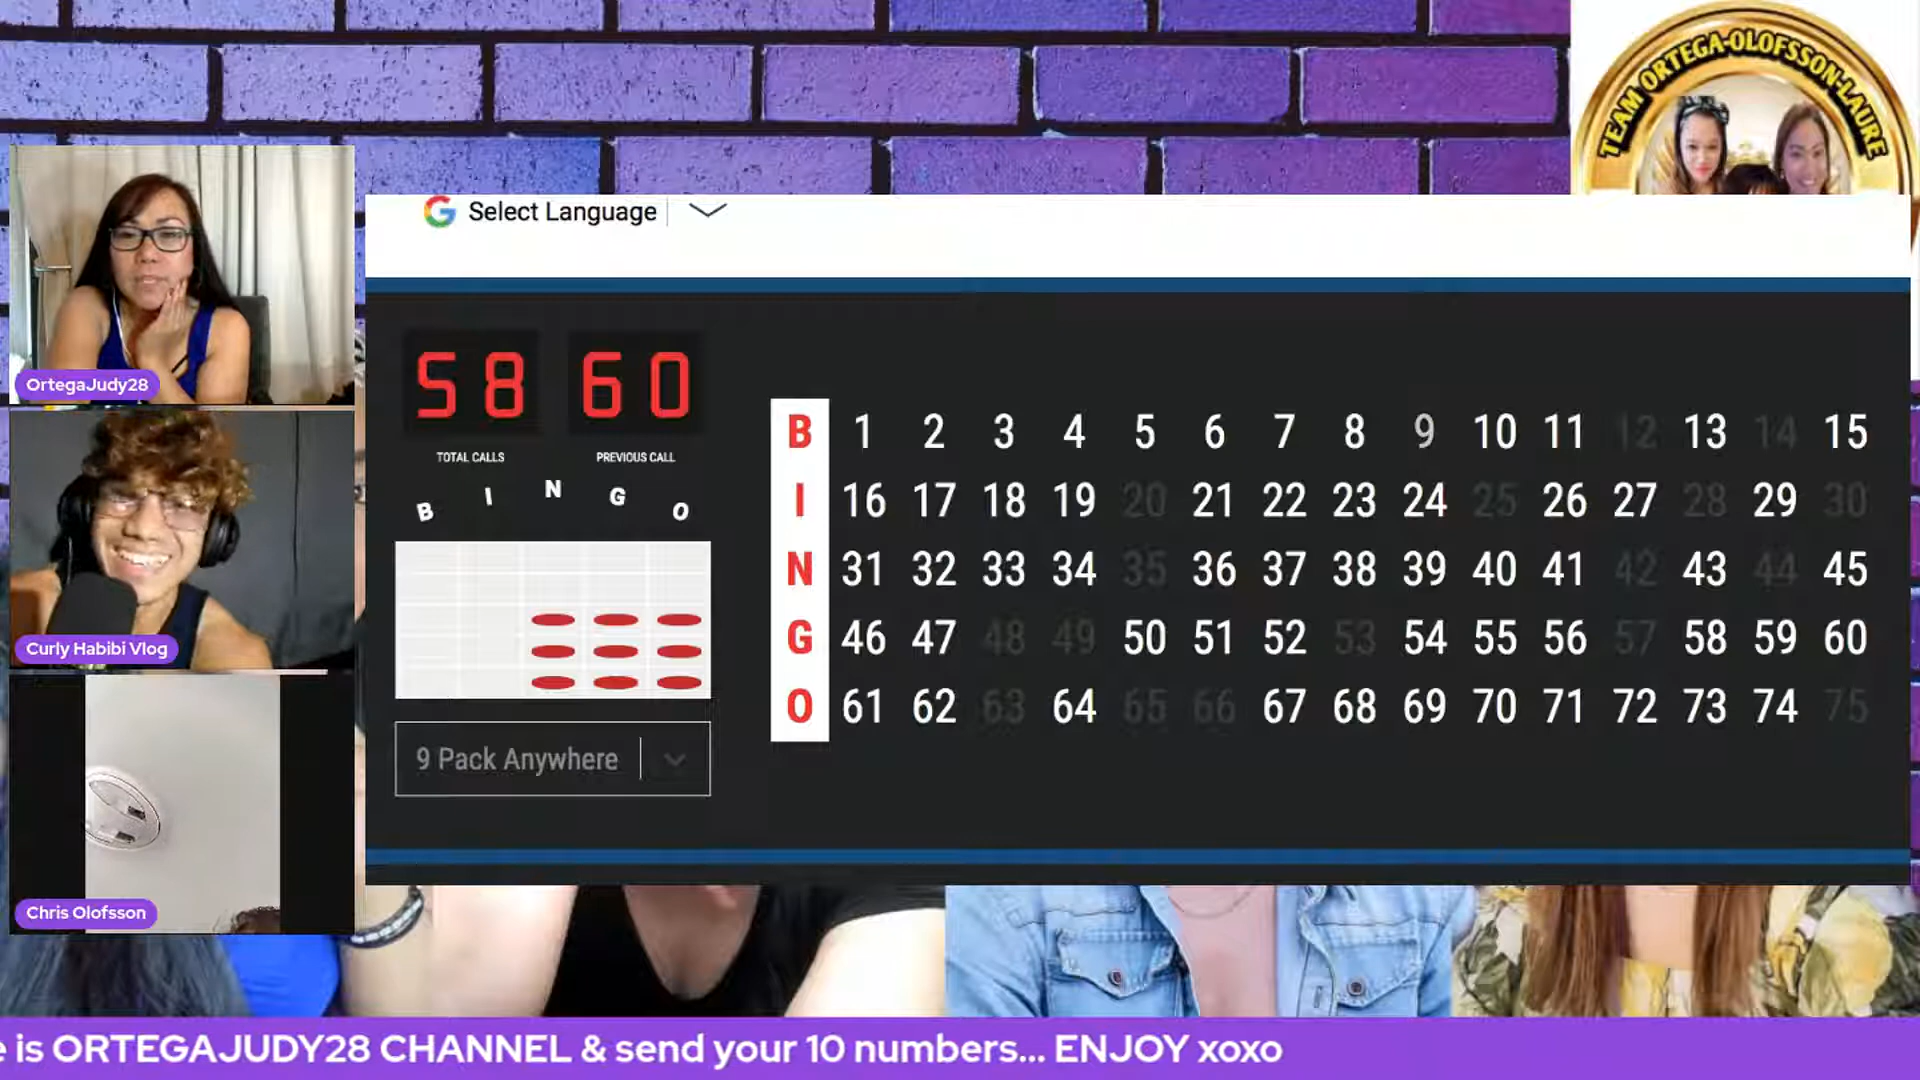 TEAM ORTEGA-OLOFSSON-LAURE
Select Language
OrtegaJudy28
58 60
TOTAL CALLS PREVIOUS CALL
B I N G O
9 Pack Anywhere
B 1 2 3 4 5 6 7 8 9 10 11 12 13 14 15
I 16 17 18 19 20 21 22 23 24 25 26 27 28 29 30
N 31 32 33 34 35 36 37 38 39 40 41 42 43 44 45
G 46 47 48 49 50 51 52 53 54 55 56 57 58 59 60
O 61 62 63 64 65 66 67 68 69 70 71 72 73 74 75
Curly Habibi Vlog
Chris Olofsson
e is ORTEGAJUDY28 CHANNEL & send your 10 numbers... ENJOY xoxo